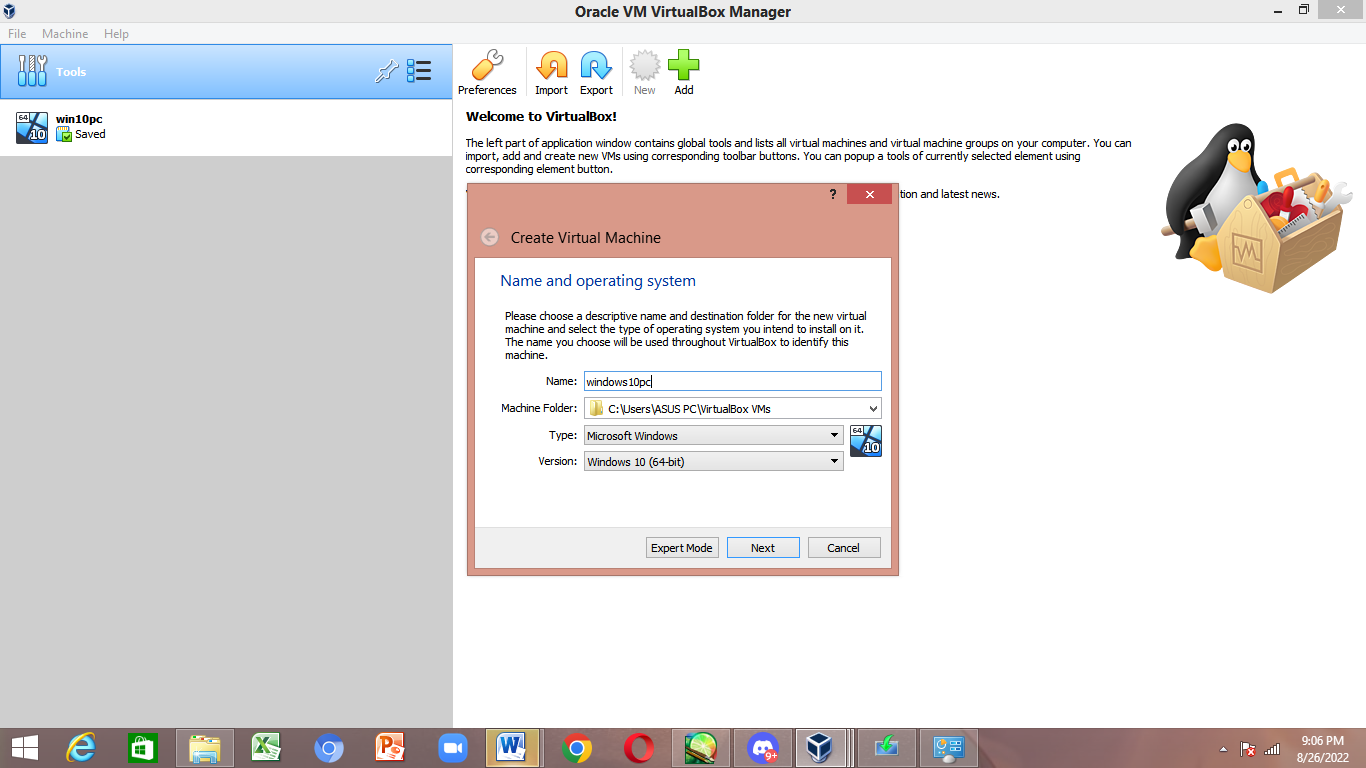 Oracle VM VirtualBox Manager
File Machine Help
Tools
Preferences Import Export New Add
64
10
win10pc
Saved
Welcome to VirtualBox!
The left part of application window contains global tools and lists all virtual machines and virtual machine groups on your computer. You can
import, add and create new VMs using corresponding toolbar buttons. You can popup a tools of currently selected element using
corresponding element button.
tion and latest news.
?
Create Virtual Machine
Name and operating system
Please choose a descriptive name and destination folder for the new virtual
machine and select the type of operating system you intend to install on it.
The name you choose will be used throughout VirtualBox to identify this
machine.
Name: windows10pc
Machine Folder: C:\Users\ASUS PC\VirtualBox VMs
Type: Microsoft Windows
64
10
Version: Windows 10 (64-bit)
Expert Mode Next Cancel
9+
9:06 PM
8/26/2022